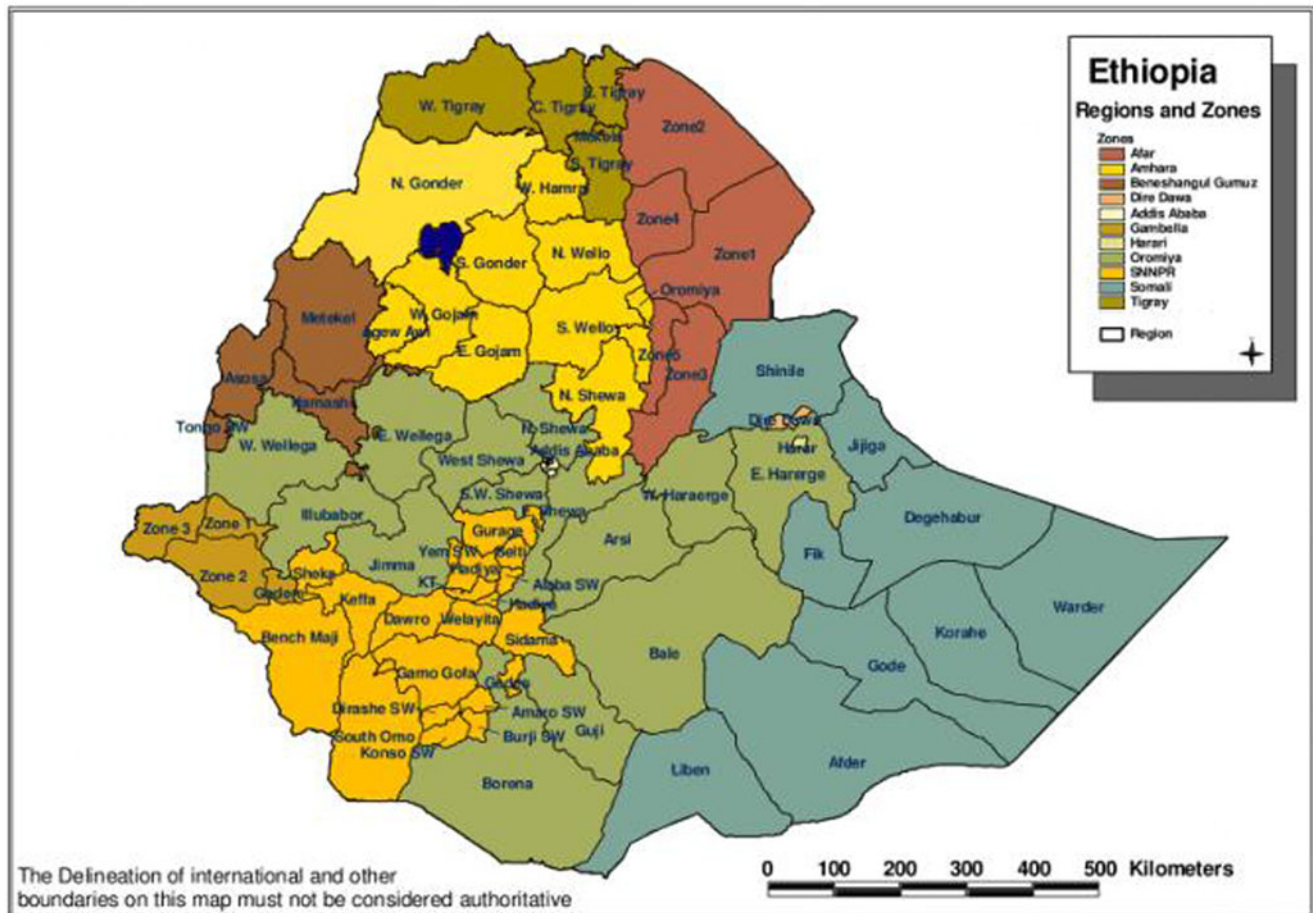 Ethiopia
Regions and Zones
Zones
Afar
Amhara
Beneshangul Gumuz
Dire Dawa
Addis Ababa
Gambella
Harari
Oromiya
SNNPR
Somali
Tigray
Region
W. Tigray
C. Tigray
E. Tigray
Mekele
S. Tigray
Zone2
N. Gonder
W. Hamra
Zone4
Zone1
S. Gonder
N. Wello
Oromiya
Metekel
W. Gojam
Agew Awi
S. Wello
E. Gojam
Zone5
Zone3
Shinile
Asosa
Kamashi
N. Shewa
Tongo SW
W. Wellega
E. Wellega
N. Shewa
Dire Dawa
Addis Ababa
Harar
Jijiga
West Shewa
E. Harerge
S.W. Shewa
W. Haraerge
E. Shewa
Illubabor
Degehabur
Zone 3
Zone 1
Gurage
Arsi
Yem SW
Selti
Fik
Jimma
Hadiya
Zone 2
Sheka
KT
Alaba SW
Godere
Keffa
Hadiya
Warder
Dawro
Welayita
Bench Maji
Sidama
Korahe
Bale
Gode
Gamo Gofa
Gedeo
Dirashe SW
Amaro SW
Guji
South Omo
Burji SW
Konso SW
Afder
Liben
Borena
The Delineation of international and other
boundaries on this map must not be considered authoritative
0 100 200 300 400 500 Kilometers